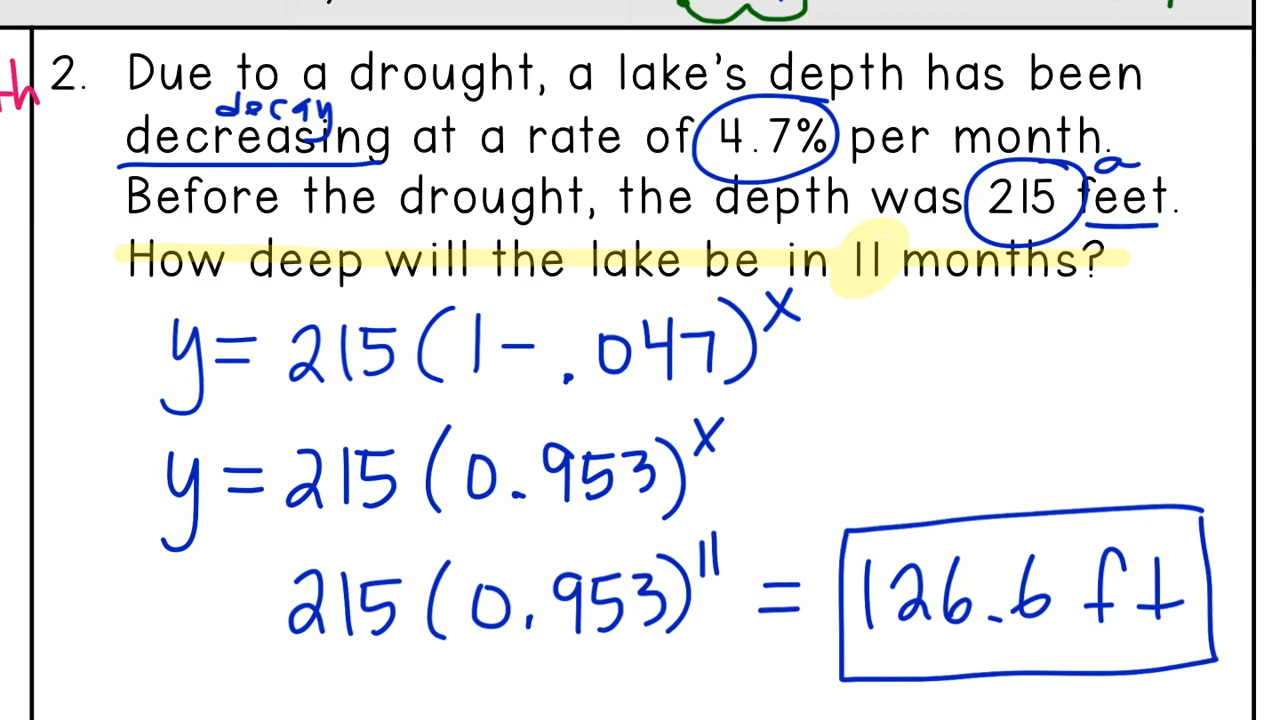 th
2. Due to a drought, a lake's depth has been
decay
decreasing at a rate of 4.7% per month.
a
Before the drought, the depth was 215 feet.
How deep will the lake be in 11 months?
y = 215 (1 - .047)^x
y = 215 (0.953)^x
215 (0.953)^11 = 126.6 ft